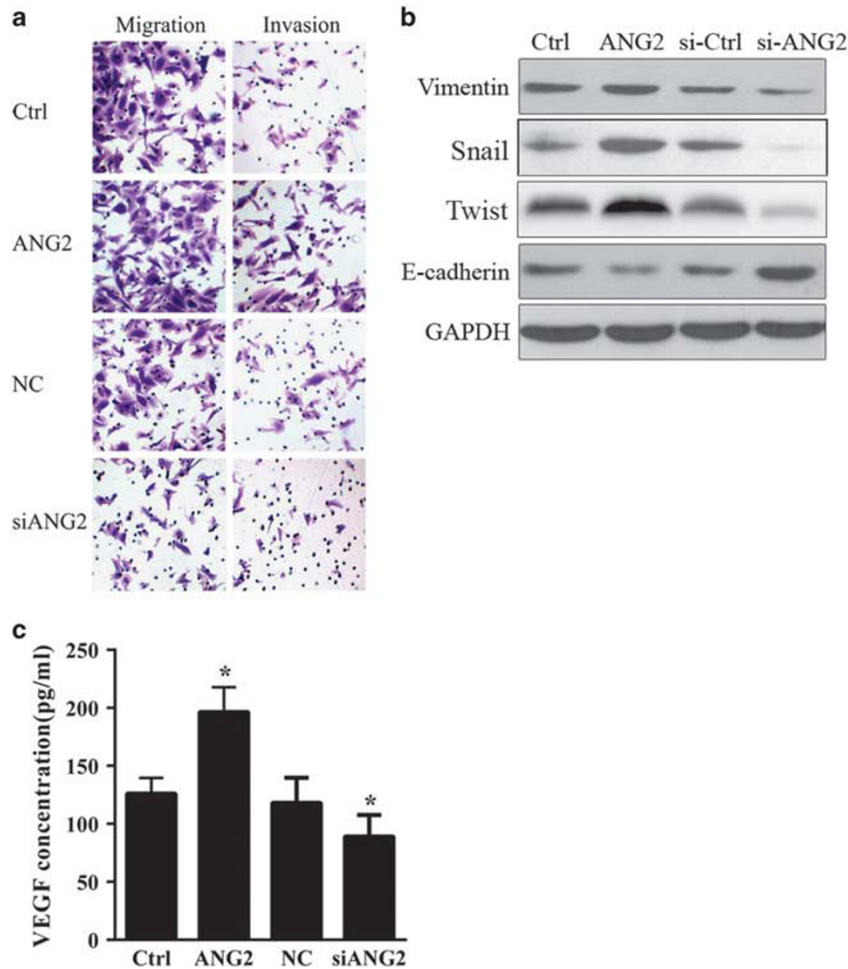 a
Migration Invasion
Ctrl
ANG2
NC
siANG2
b
Ctrl ANG2 si-Ctrl si-ANG2
Vimentin
Snail
Twist
E-cadherin
GAPDH
c
VEGF concentration(pg/ml)
250
200
150
100
50
0
*
*
Ctrl ANG2 NC siANG2